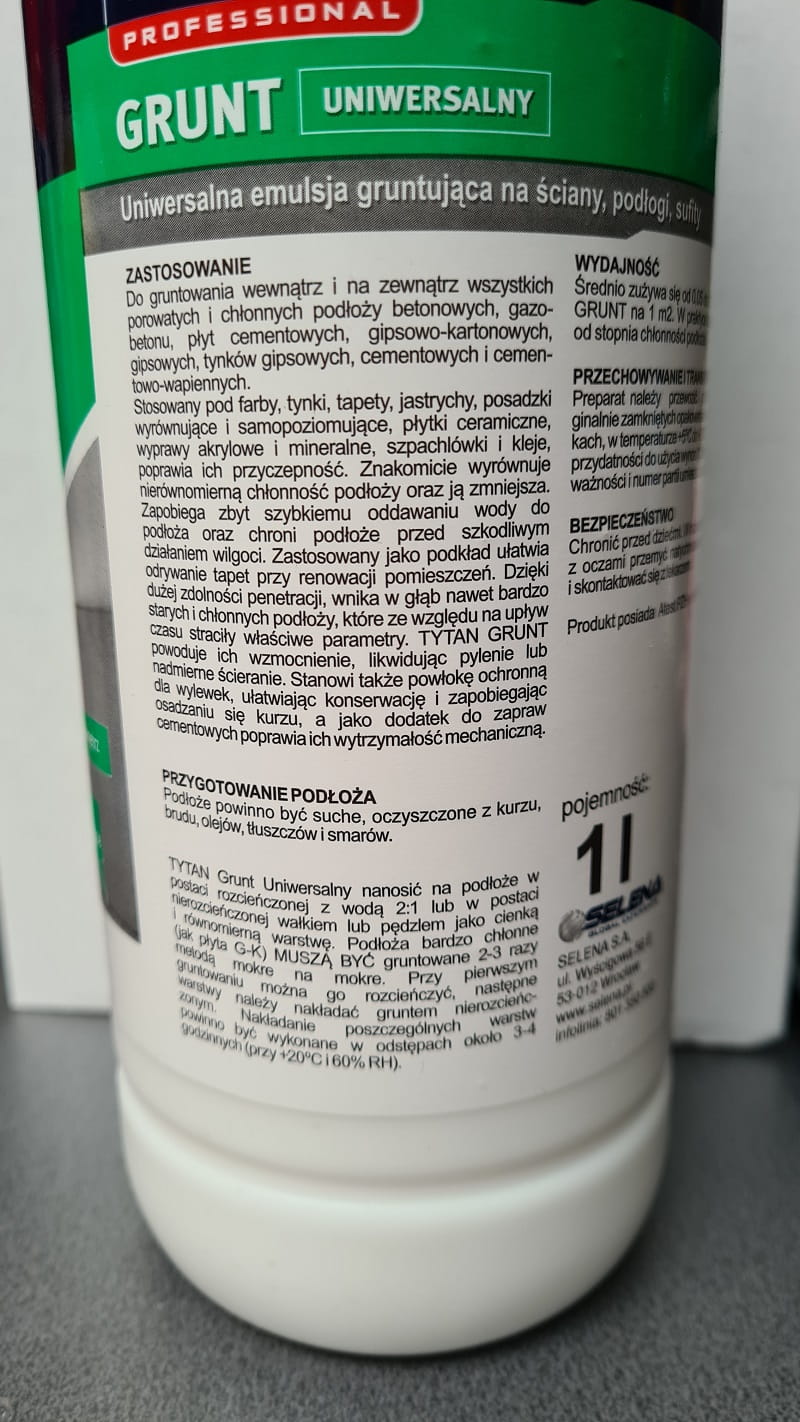 PROFESSIONAL
GRUNT UNIWERSALNY
Uniwersalna emulsja gruntująca na ściany, podłogi, sufity
ZASTOSOWANIE
Do gruntowania wewnątrz i na zewnątrz wszystkich
porowatych i chłonnych podłoży betonowych, gazo-
betonu, płyt cementowych, gipsowo-kartonowych,
gipsowych, tynków gipsowych, cementowych i cemen-
towo-wapiennych.
Stosowany pod farby, tynki, tapety, jastrychy, posadzki
wyrównujące i samopoziomujące, płytki ceramiczne,
wyprawy akrylowe i mineralne, szpachlówki i kleje,
poprawia ich przyczepność. Znakomicie wyrównuje
nierównomierną chłonność podłoży oraz ją zmniejsza.
Zapobiega zbyt szybkiemu oddawaniu wody do
podłoża oraz chroni podłoże przed szkodliwym
działaniem wilgoci. Zastosowany jako podkład ułatwia
odrywanie tapet przy renowacji pomieszczeń. Dzięki
dużej zdolności penetracji, wnika w głąb nawet bardzo
starych i chłonnych podłoży, które ze względu na upływ
czasu straciły właściwe parametry. TYTAN GRUNT
powoduje ich wzmocnienie, likwidując pylenie lub
nadmierne ścieranie. Stanowi także powłokę ochronną
dla wylewek, ułatwiając konserwację i zapobiegając
osadzaniu się kurzu, a jako dodatek do zapraw
cementowych poprawia ich wytrzymałość mechaniczną.
PRZYGOTOWANIE PODŁOŻA
Podłoże powinno być suche, oczyszczone z kurzu,
brudu, olejów, tłuszczów i smarów.
TYTAN Grunt Uniwersalny nanosić na podłoże w
postaci rozcieńczonej z wodą 2:1 lub w postaci
nierozcieńczonej wałkiem lub pędzlem jako cienką
i równomierną warstwę. Podłoża bardzo chłonne
(jak płyta G-K) MUSZĄ BYĆ gruntowane 2-3 razy
metodą mokre na mokre. Przy pierwszym
gruntowaniu można go rozcieńczyć, następne
warstwy należy nakładać gruntem nierozcieńc-
zonym. Nakładanie poszczególnych warstw
powinno być wykonane w odstępach około 3-4
godzinnych (przy +20ºC i 60% RH).
WYDAJNOŚĆ
Średnio zużywa się od
GRUNT na 1 m2. W
od stopnia chłonności
PRZECHOWYWANIE I
Preparat należy przewozić
ginalnie zamkniętych
kach, w temperaturze +5ºC
przydatności do użycia
ważności i numer partii
BEZPIECZEŃSTWO
Chronić przed dziećmi.
z oczami przemyć
i skontaktować się z lekarzem
Produkt posiada: Atest
pojemność:
1 l
SELENA
SELENA S.A.
ul. Wyścigowa
53-012 Wrocław
www.selena.pl
infolinia: 801